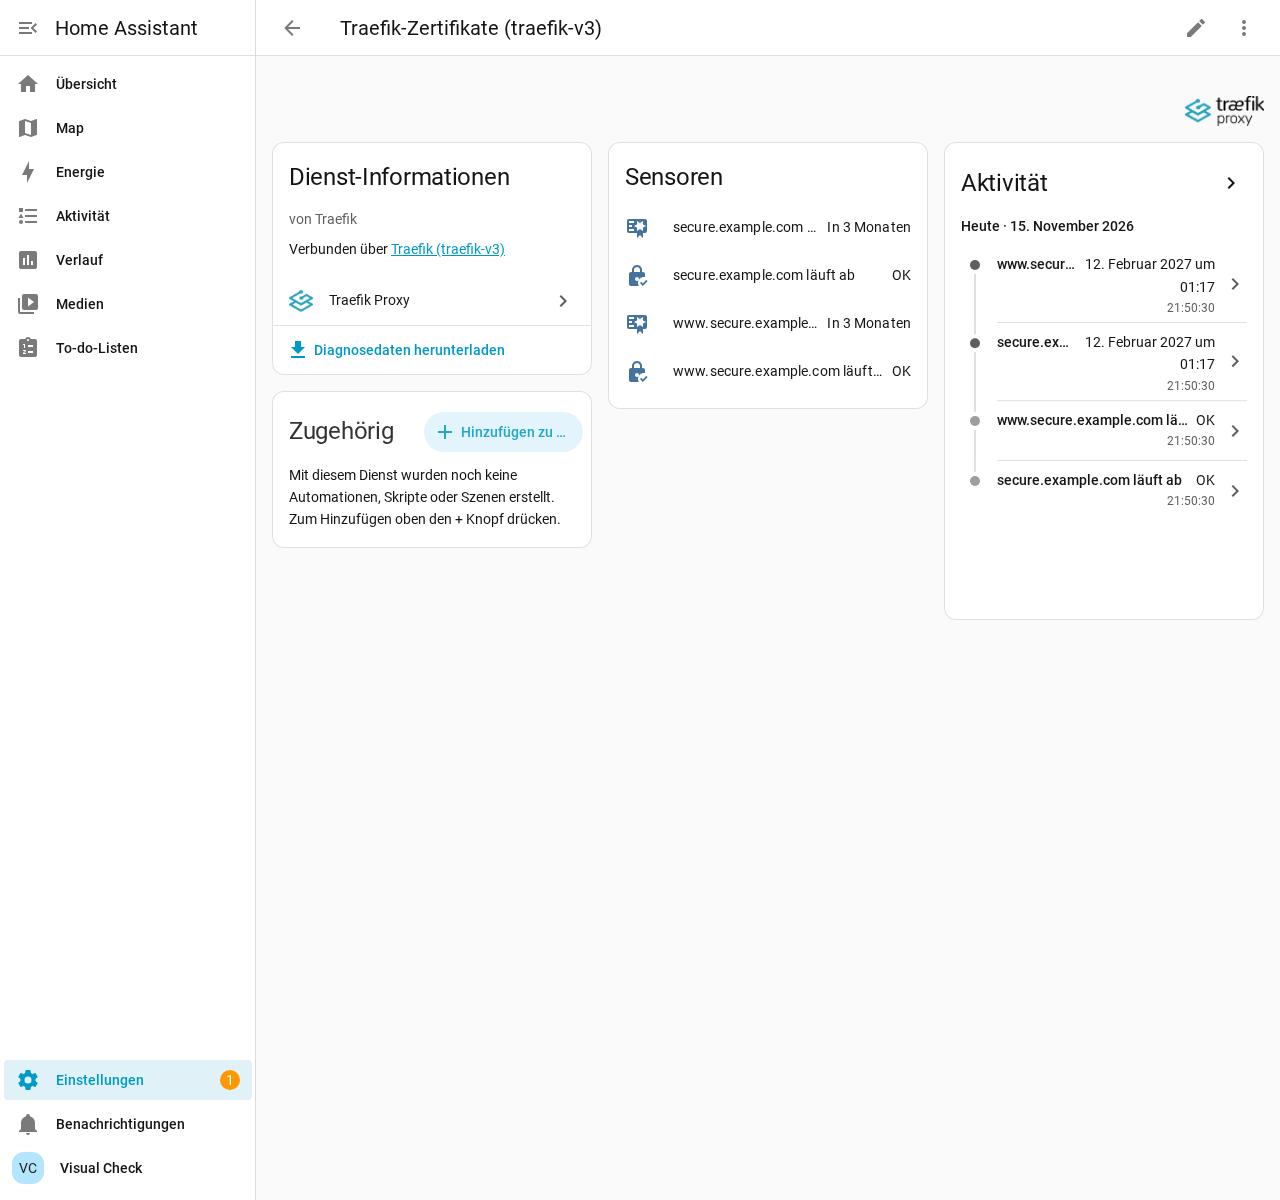 Home Assistant
Traefik-Zertifikate (traefik-v3)
Übersicht
Map
Energie
Aktivität
Verlauf
Medien
To-do-Listen
Einstellungen
1
Benachrichtigungen
VC
Visual Check
træfik
proxy
Dienst-Informationen
von Traefik
Verbunden über Traefik (traefik-v3)
Traefik Proxy
Diagnosedaten herunterladen
Zugehörig
Hinzufügen zu …
Mit diesem Dienst wurden noch keine
Automationen, Skripte oder Szenen erstellt.
Zum Hinzufügen oben den + Knopf drücken.
Sensoren
secure.example.com … In 3 Monaten
secure.example.com läuft ab OK
www.secure.example… In 3 Monaten
www.secure.example.com läuft… OK
Aktivität
Heute · 15. November 2026
www.secur… 12. Februar 2027 um
01:17
21:50:30
secure.ex… 12. Februar 2027 um
01:17
21:50:30
www.secure.example.com lä… OK
21:50:30
secure.example.com läuft ab OK
21:50:30